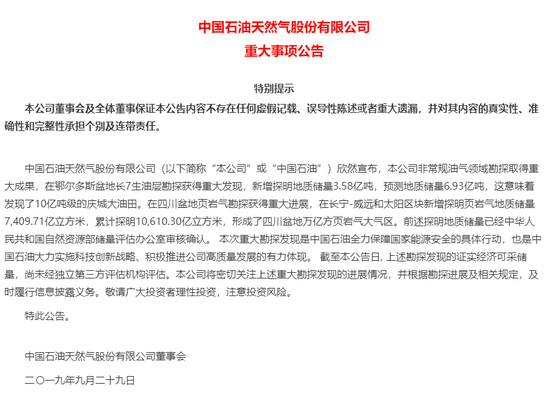 中国石油天然气股份有限公司
重大事项公告
特别提示
本公司董事会及全体董事保证本公告内容不存在任何虚假记载、误导性陈述或者重大遗漏，并对其内容的真实性、准
确性和完整性承担个别及连带责任。
中国石油天然气股份有限公司（以下简称“本公司”或“中国石油”）欣然宣布，本公司非常规油气领域勘探取得重
大成果，在鄂尔多斯盆地长7生油层勘探获得重大发现，新增探明地质储量3.58亿吨，预测地质储量6.93亿吨，这意味着
发现了10亿吨级的庆城大油田。在四川盆地页岩气勘探获得重大进展，在长宁-威远和太阳区块新增探明页岩气地质储量
7,409.71亿立方米，累计探明10,610.30亿立方米，形成了四川盆地万亿方页岩气大气区。前述探明地质储量已经中华人
民共和国自然资源部储量评估办公室审核确认。 本次重大勘探发现是中国石油全力保障国家能源安全的具体行动，也是中
国石油大力实施科技创新战略、积极推进公司高质量发展的有力体现。 截至本公告日，上述勘探发现的证实经济可采储
量，尚未经独立第三方评估机构评估。本公司将密切关注上述重大勘探发现的进展情况，并根据勘探进展及相关规定，及
时履行信息披露义务。敬请广大投资者理性投资，注意投资风险。
特此公告。
中国石油天然气股份有限公司董事会
二〇一九年九月二十九日